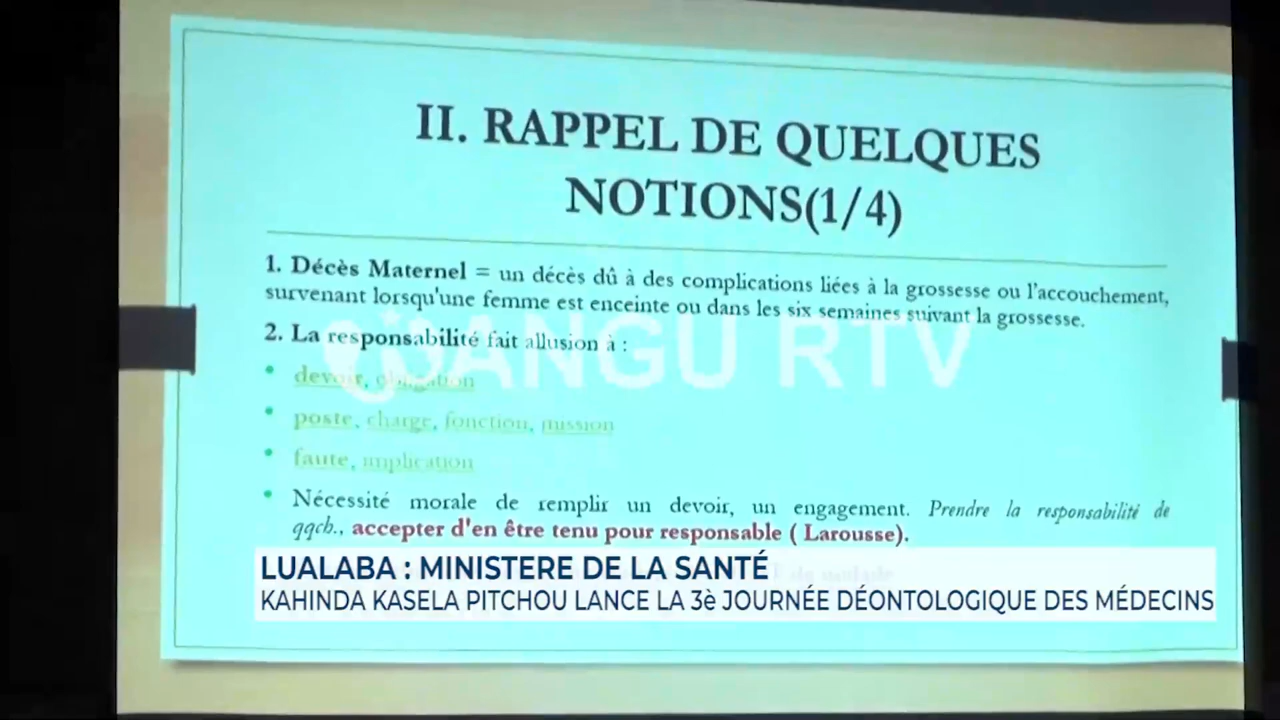 II. RAPPEL DE QUELQUES
NOTIONS(1/4)
1. Décès Maternel = un décès dû à des complications liées à la grossesse ou l'accouchement,
survenant lorsqu'une femme est enceinte ou dans les six semaines suivant la grossesse.
2. La responsabilité fait allusion à :
ANGU RTV
devoir, obligation
poste, charge, fonction, mission
faute, implication
Nécessité morale de remplir un devoir, un engagement. Prendre la responsabilité de
qqch., accepter d'en être tenu pour responsable ( Larousse).
LUALABA : MINISTERE DE LA SANTÉ
KAHINDA KASELA PITCHOU LANCE LA 3è JOURNÉE DÉONTOLOGIQUE DES MÉDECINS